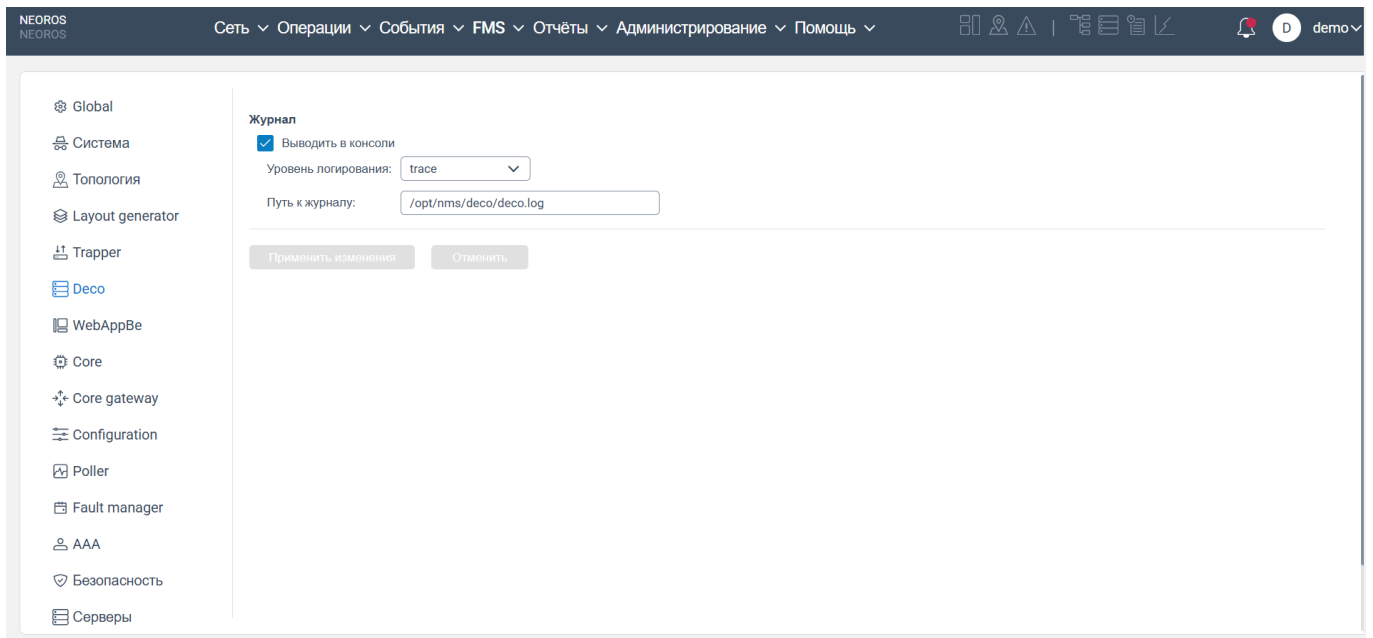 NEOROS
NEOROS
Сеть Операции События FMS Отчёты Администрирование Помощь
D demo
Global
Система
Топология
Layout generator
Trapper
Deco
WebAppBe
Core
Core gateway
Configuration
Poller
Fault manager
AAA
Безопасность
Серверы
Журнал
Выводить в консоли
Уровень логирования: trace
Путь к журналу: /opt/nms/deco/deco.log
Применить изменения Отменить